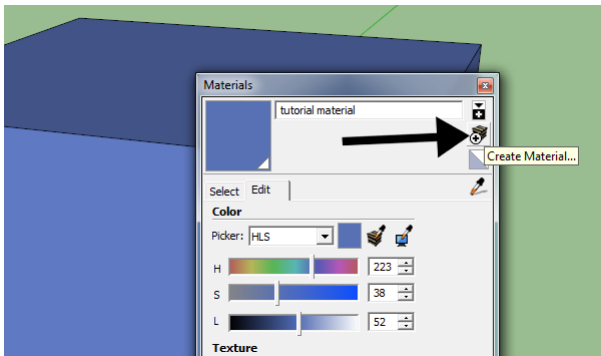 Materials
tutorial material
Create Material...
Select Edit
Color
Picker: HLS
H 223
S 38
L 52
Texture